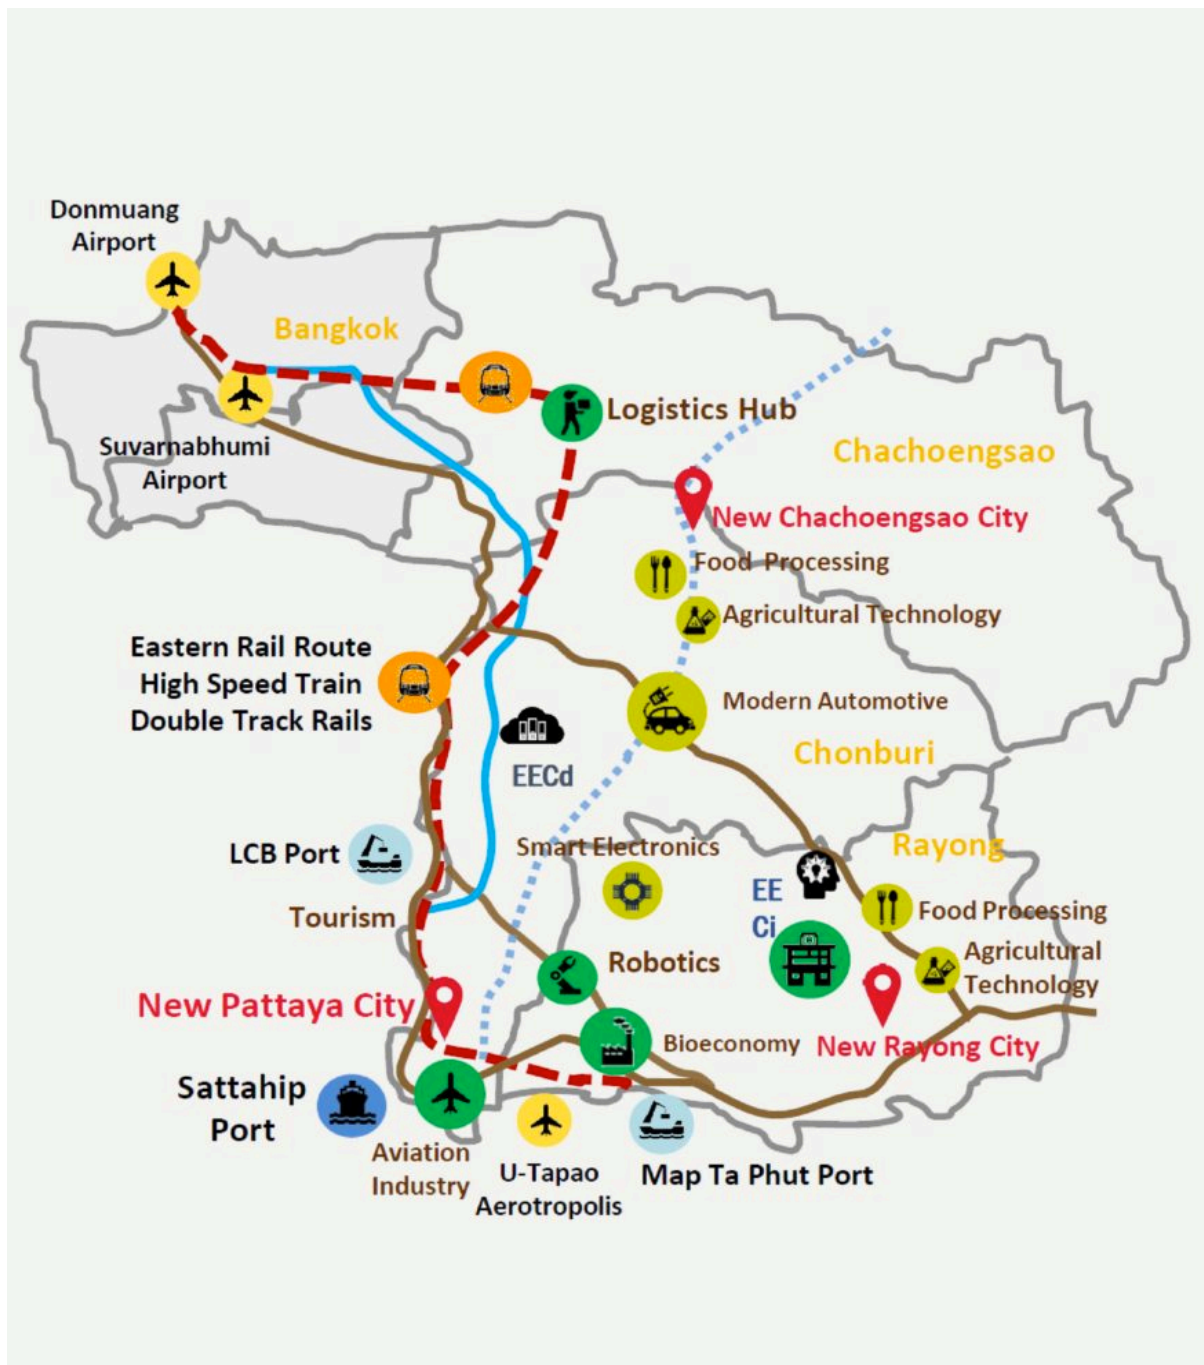 Donmuang
Airport
Bangkok
Logistics Hub
Suvarnabhumi
Airport
Chachoengsao
New Chachoengsao City
Food Processing
Agricultural Technology
Eastern Rail Route
High Speed Train
Double Track Rails
Modern Automotive
Chonburi
EECd
Smart Electronics
Rayong
LCB Port
EE
Ci
Tourism
Food Processing
Robotics
Agricultural
Technology
New Pattaya City
Bioeconomy
New Rayong City
Sattahip
Port
Aviation
Industry
U-Tapao
Aerotropolis
Map Ta Phut Port